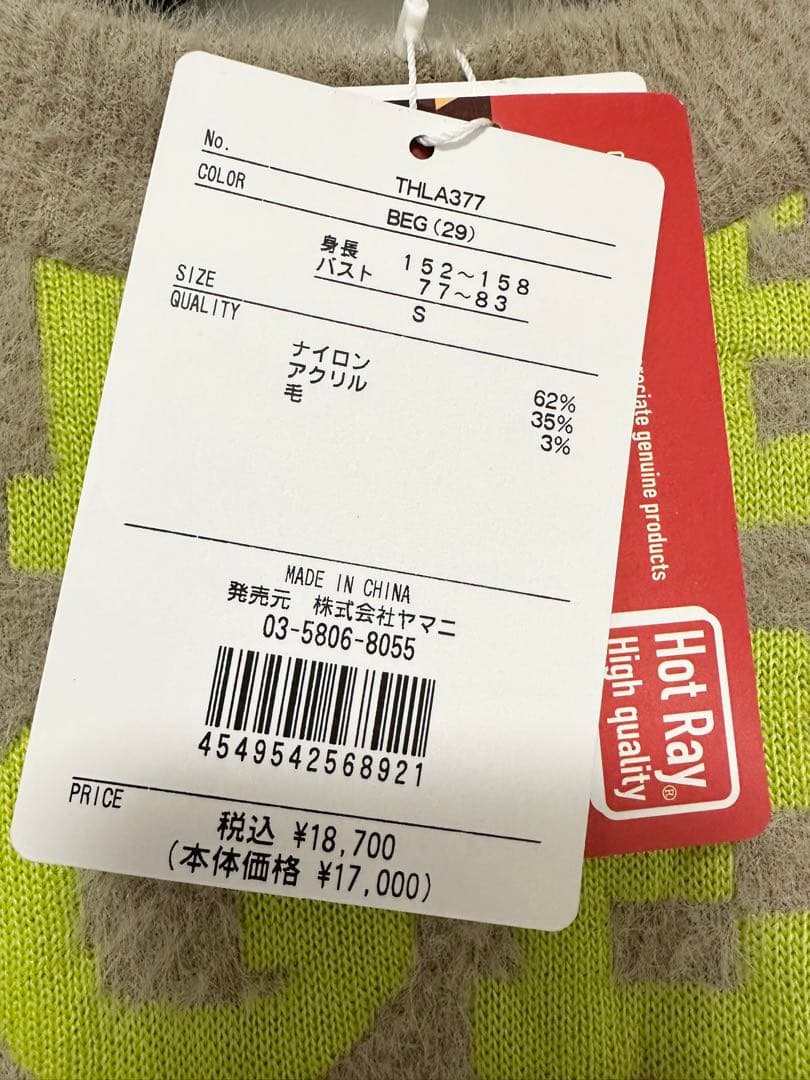 No. THLA377
COLOR BEG(29)
身長 152～158
バスト 77～83
SIZE S
QUALITY
ナイロン 62%
アクリル 35%
毛 3%
MADE IN CHINA
発売元 株式会社ヤマニ
03-5806-8055
4549542568921
PRICE
税込 ¥18,700
(本体価格 ¥17,000)
genuine products
Hot Ray®
High quality